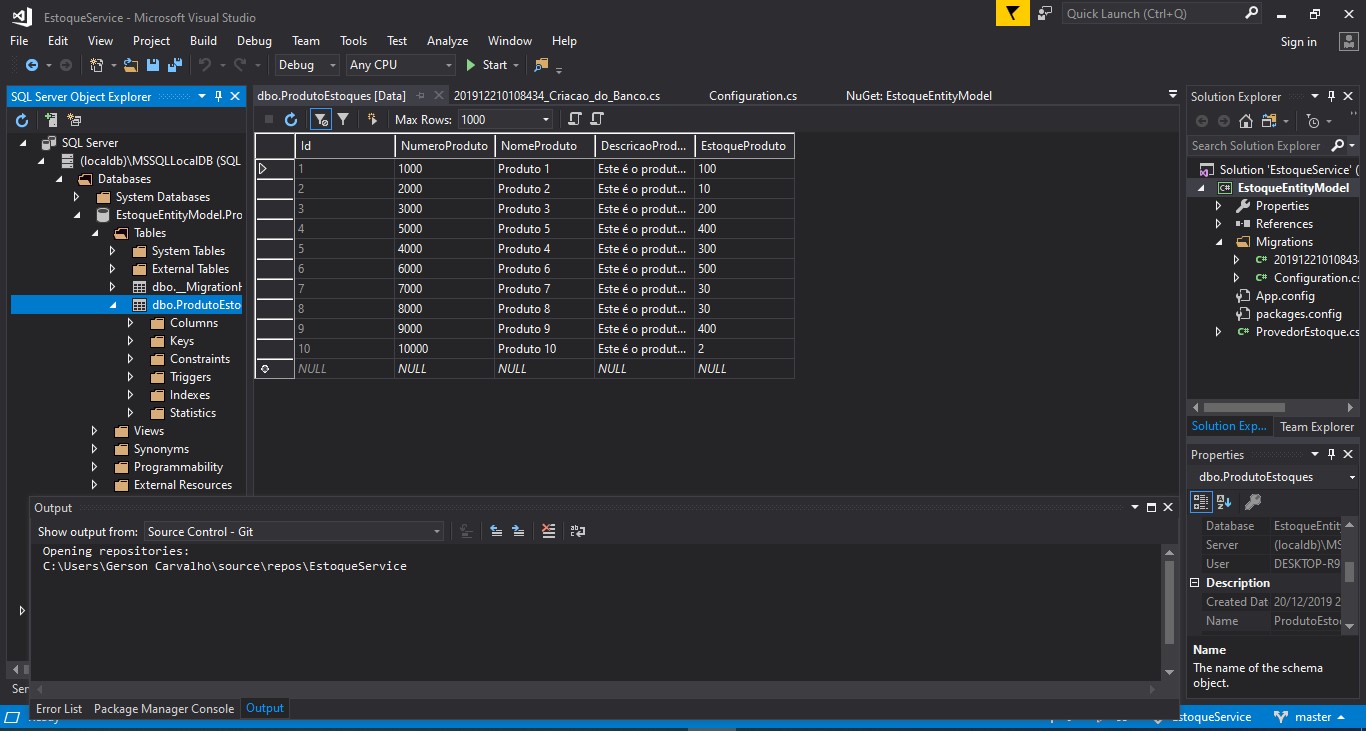 EstoqueService - Microsoft Visual Studio
Quick Launch (Ctrl+Q)
File Edit View Project Build Debug Team Tools Test Analyze Window Help
Sign in
Debug Any CPU Start
SQL Server Object Explorer
SQL Server
(localdb)\MSSQLLocalDB (SQL
Databases
System Databases
EstoqueEntityModel.Pro
Tables
System Tables
External Tables
dbo.__MigrationH
dbo.ProdutoEsto
Columns
Keys
Constraints
Triggers
Indexes
Statistics
Views
Synonyms
Programmability
External Resources
dbo.ProdutoEstoques [Data] 201912210108434_Criacao_do_Banco.cs Configuration.cs NuGet: EstoqueEntityModel
Max Rows: 1000
Id NumeroProduto NomeProduto DescricaoProd... EstoqueProduto
1 1000 Produto 1 Este é o produt... 100
2 2000 Produto 2 Este é o produt... 10
3 3000 Produto 3 Este é o produt... 200
4 5000 Produto 5 Este é o produt... 400
5 4000 Produto 4 Este é o produt... 300
6 6000 Produto 6 Este é o produt... 500
7 7000 Produto 7 Este é o produt... 30
8 8000 Produto 8 Este é o produt... 30
9 9000 Produto 9 Este é o produt... 400
10 10000 Produto 10 Este é o produt... 2
NULL NULL NULL NULL NULL
Solution Explorer
Search Solution Explorer
Solution 'EstoqueService' (
EstoqueEntityModel
Properties
References
Migrations
20191221010843
Configuration.cs
App.config
packages.config
ProvedorEstoque.cs
Solution Exp... Team Explorer
Properties
dbo.ProdutoEstoques
Database EstoqueEntit
Server (localdb)\MS
User DESKTOP-R9
Description
Created Dat 20/12/2019 2
Name ProdutoEsto
Name
The name of the schema
object.
Output
Show output from: Source Control - Git
Opening repositories:
C:\Users\Gerson Carvalho\source\repos\EstoqueService
Ser
Error List Package Manager Console Output
EstoqueService master